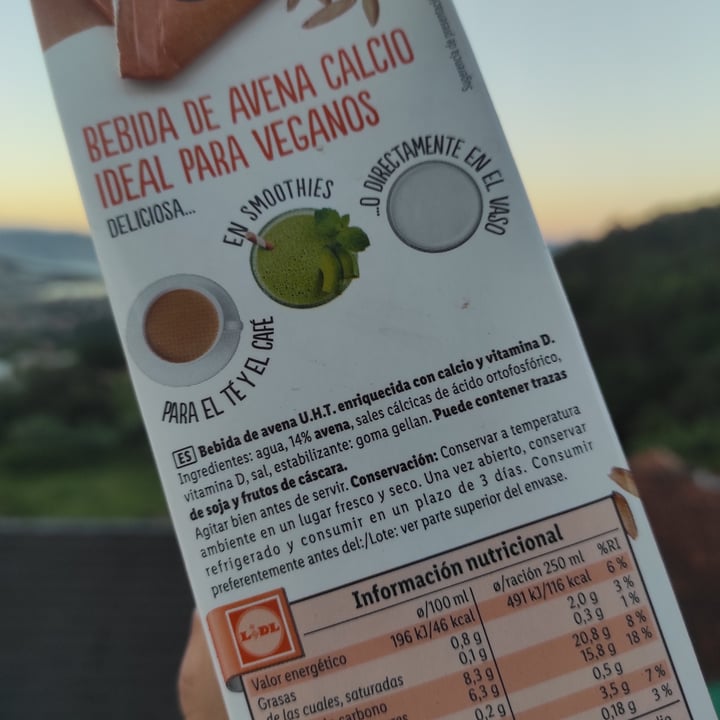 Sugerencia de presentación
BEBIDA DE AVENA CALCIO
IDEAL PARA VEGANOS
DELICIOSA...
EN SMOOTHIES
...O DIRECTAMENTE EN EL VASO
PARA EL TÉ Y EL CAFÉ
ES Bebida de avena U.H.T. enriquecida con calcio y vitamina D.
Ingredientes: agua, 14% avena, sales cálcicas de ácido ortofosfórico,
vitamina D, sal, estabilizante: goma gellan. Puede contener trazas
de soja y frutos de cáscara.
Agitar bien antes de servir. Conservación: Conservar a temperatura
ambiente en un lugar fresco y seco. Una vez abierto, conservar
refrigerado y consumir en un plazo de 3 días. Consumir
preferentemente antes del:/Lote: ver parte superior del envase.
LIDL
Información nutricional
ø/100 ml ø/ración 250 ml %RI
Valor energético 196 kJ/46 kcal 491 kJ/116 kcal 6 %
Grasas 0,8 g 2,0 g 3 %
de las cuales, saturadas 0,1 g 0,3 g 1 %
carbono 8,3 g 20,8 g 8 %
6,3 g 15,8 g 18 %
0,2 g 0,5 g
3,5 g 7 %
0,18 g 3 %